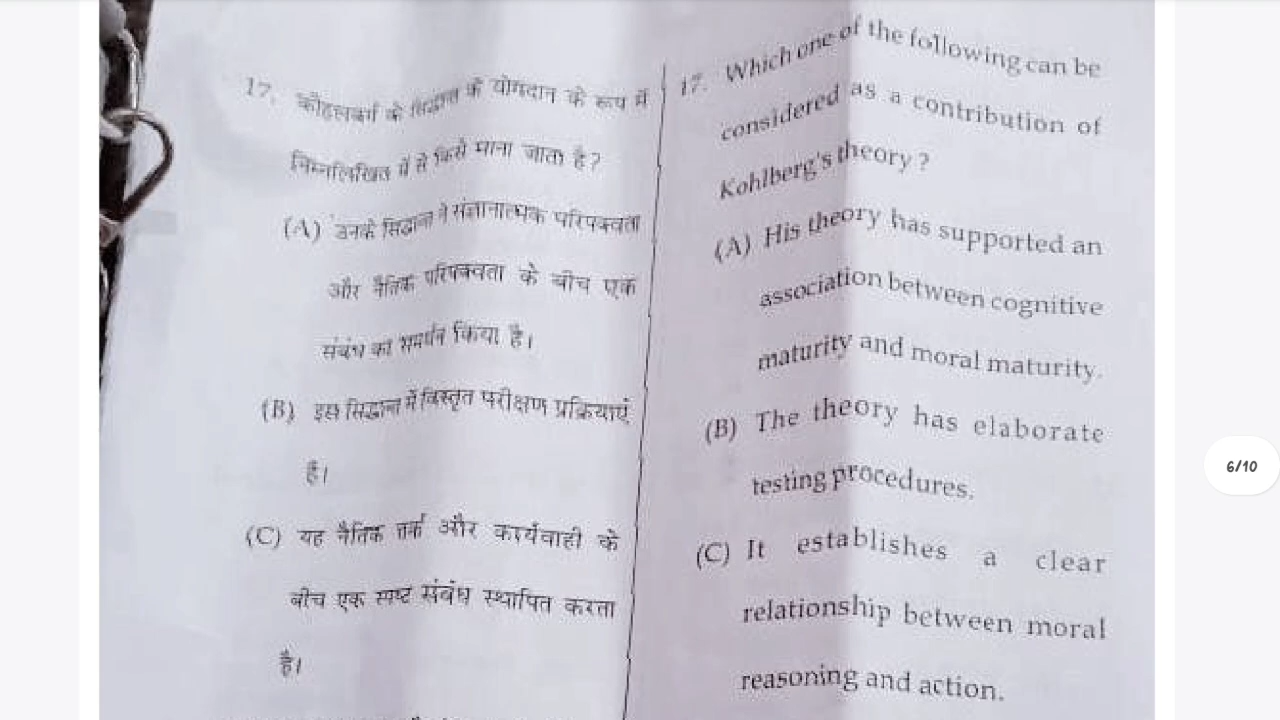 17. कोहलबर्ग के सिद्धान्त के योगदान के रूप में
निम्नलिखित में से किसे माना जाता है?
(A) उनके सिद्धान्त ने संज्ञानात्मक परिपक्वता
और नैतिक परिपक्वता के बीच एक
संबंध का समर्थन किया है।
(B) इस सिद्धान्त में विस्तृत परीक्षण प्रक्रियाएँ
हैं।
(C) यह नैतिक तर्क और कार्यवाही के
बीच एक स्पष्ट संबंध स्थापित करता
है।
17. Which one of the following can be
considered as a contribution of
Kohlberg's theory ?
(A) His theory has supported an
association between cognitive
maturity and moral maturity.
(B) The theory has elaborate
testing procedures.
(C) It establishes a clear
relationship between moral
reasoning and action.
6/10